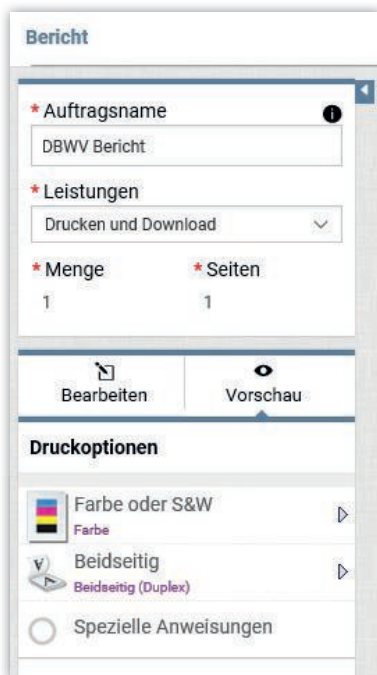 Bericht
* Auftragsname
DBWV Bericht
* Leistungen
Drucken und Download
* Menge * Seiten
1 1
Bearbeiten Vorschau
Druckoptionen
Farbe oder S&W
Farbe
Beidseitig
Beidseitig (Duplex)
Spezielle Anweisungen